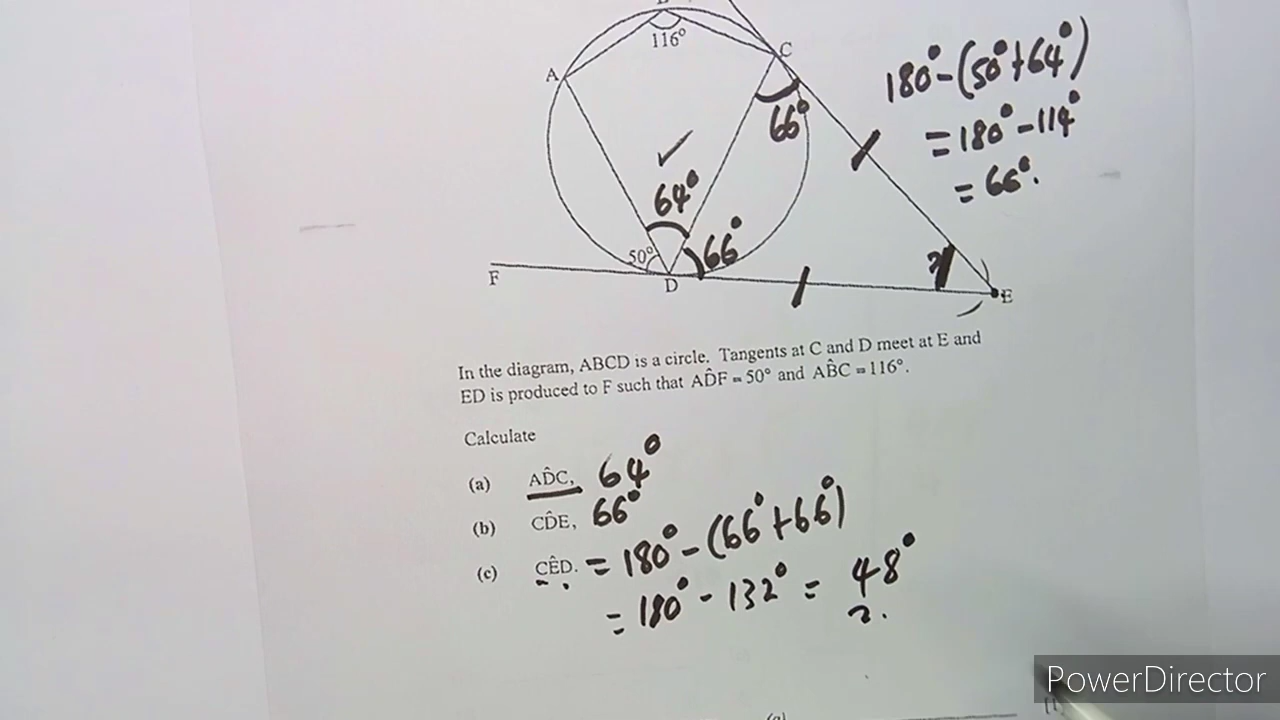 116°
A
C
180° - (50° + 64°)
= 180° - 114°
= 66°.
66°
✓
64°
50°
66°
?
F
D
E
In the diagram, ABCD is a circle. Tangents at C and D meet at E and
ED is produced to F such that AD̂F = 50° and AB̂C = 116°.
Calculate
(a) AD̂C, 64°
(b) CD̂E, 66°
(c) CÊD. = 180° - (66° + 66°)
= 180° - 132° = 48°
PowerDirector
[1]